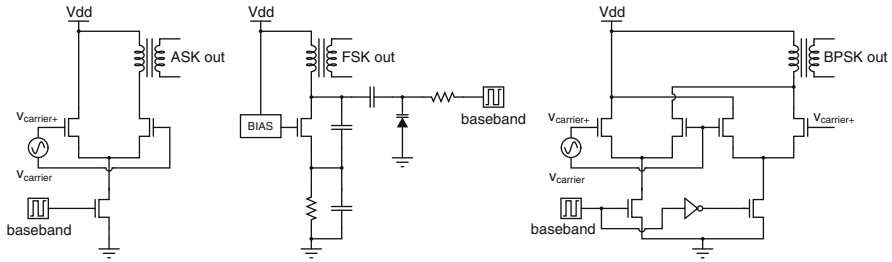 Vdd
ASK out
Vcarrier+
Vcarrier
baseband
Vdd
FSK out
BIAS
baseband
Vdd
BPSK out
Vcarrier+
Vcarrier+
Vcarrier
baseband